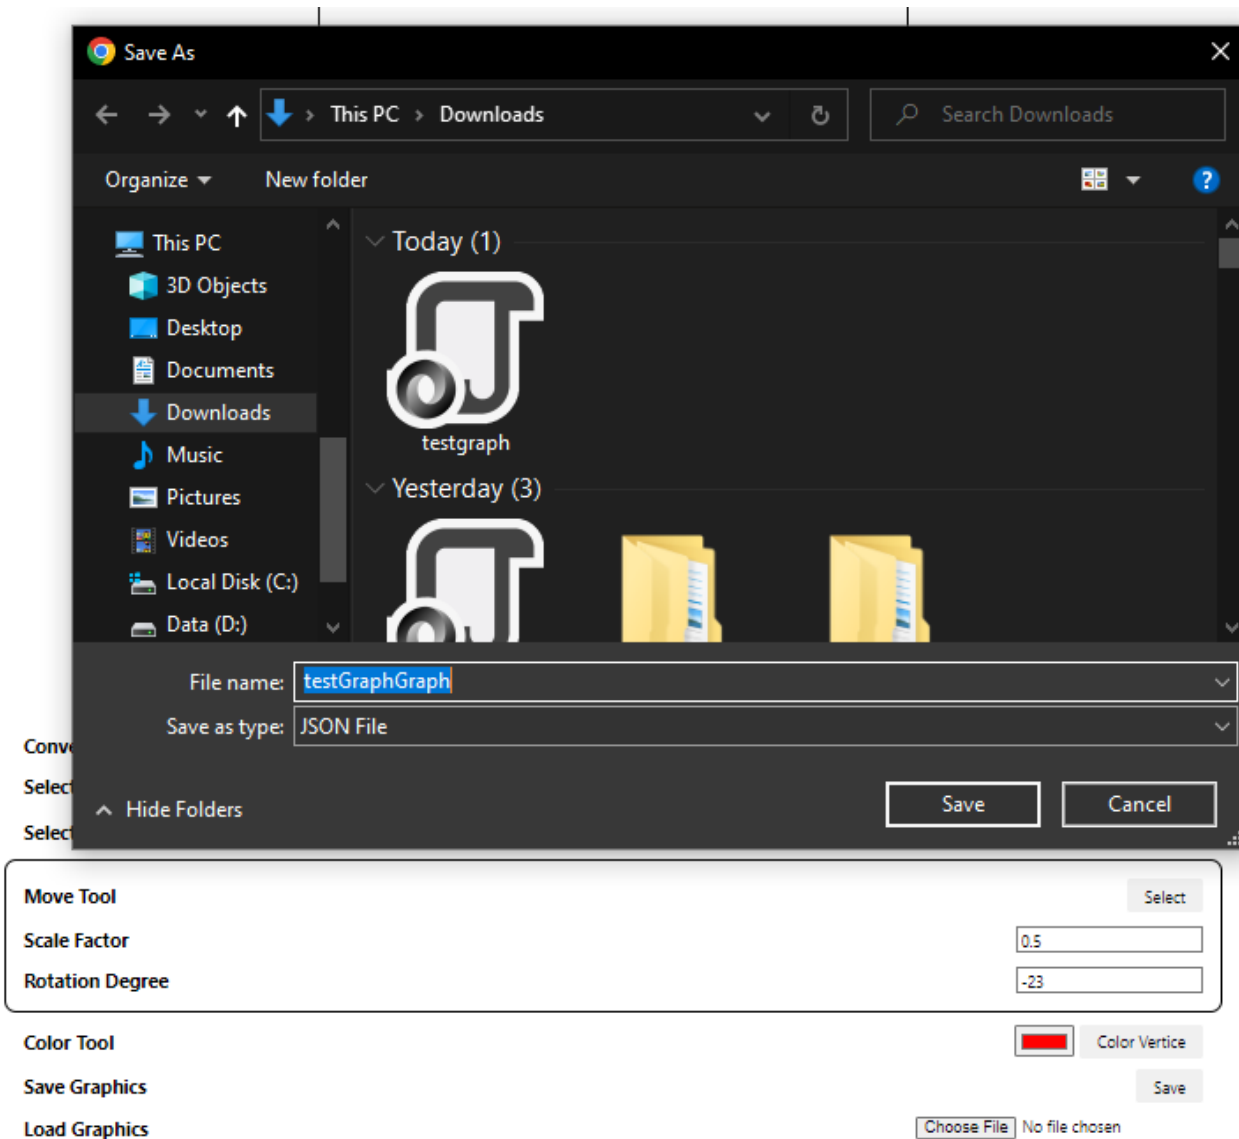 Save As
This PC > Downloads
Search Downloads
Organize
New folder
?
This PC
3D Objects
Desktop
Documents
Downloads
Music
Pictures
Videos
Local Disk (C:)
Data (D:)
Today (1)
testgraph
Yesterday (3)
File name: testGraphGraph
Save as type: JSON File
Hide Folders
Save
Cancel
Conve
Select
Select
Move Tool Select
Scale Factor 0.5
Rotation Degree -23
Color Tool Color Vertice
Save Graphics Save
Load Graphics Choose File No file chosen